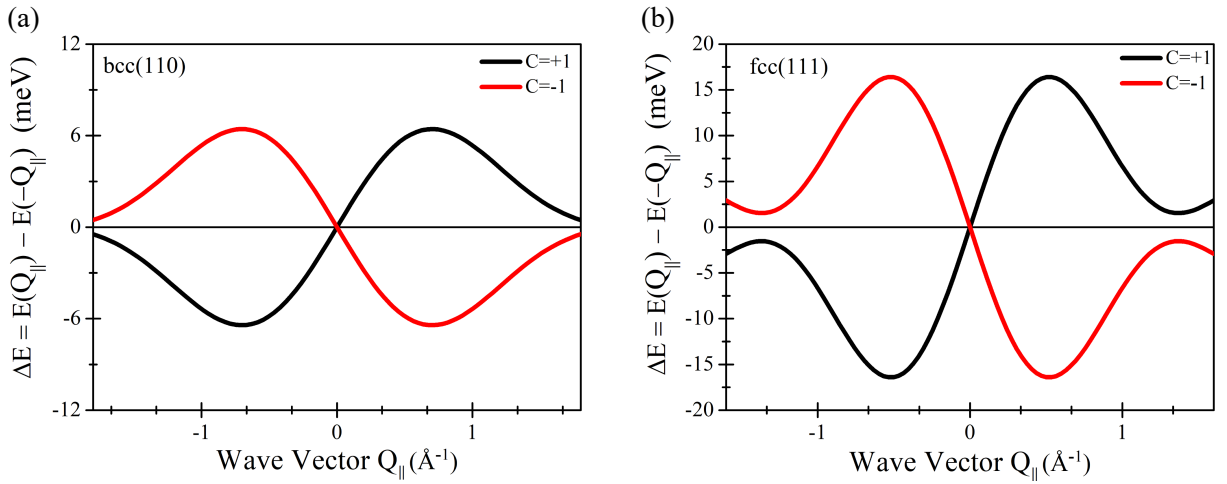 (a)
bcc(110)
C=+1
C=-1
ΔE = E(Q||) − E(−Q||) (meV)
12
6
0
-6
-12
-1
0
1
Wave Vector Q|| (Å-1)
(b)
fcc(111)
C=+1
C=-1
ΔE = E(Q||) − E(−Q||) (meV)
20
15
10
5
0
-5
-10
-15
-20
-1
0
1
Wave Vector Q|| (Å-1)